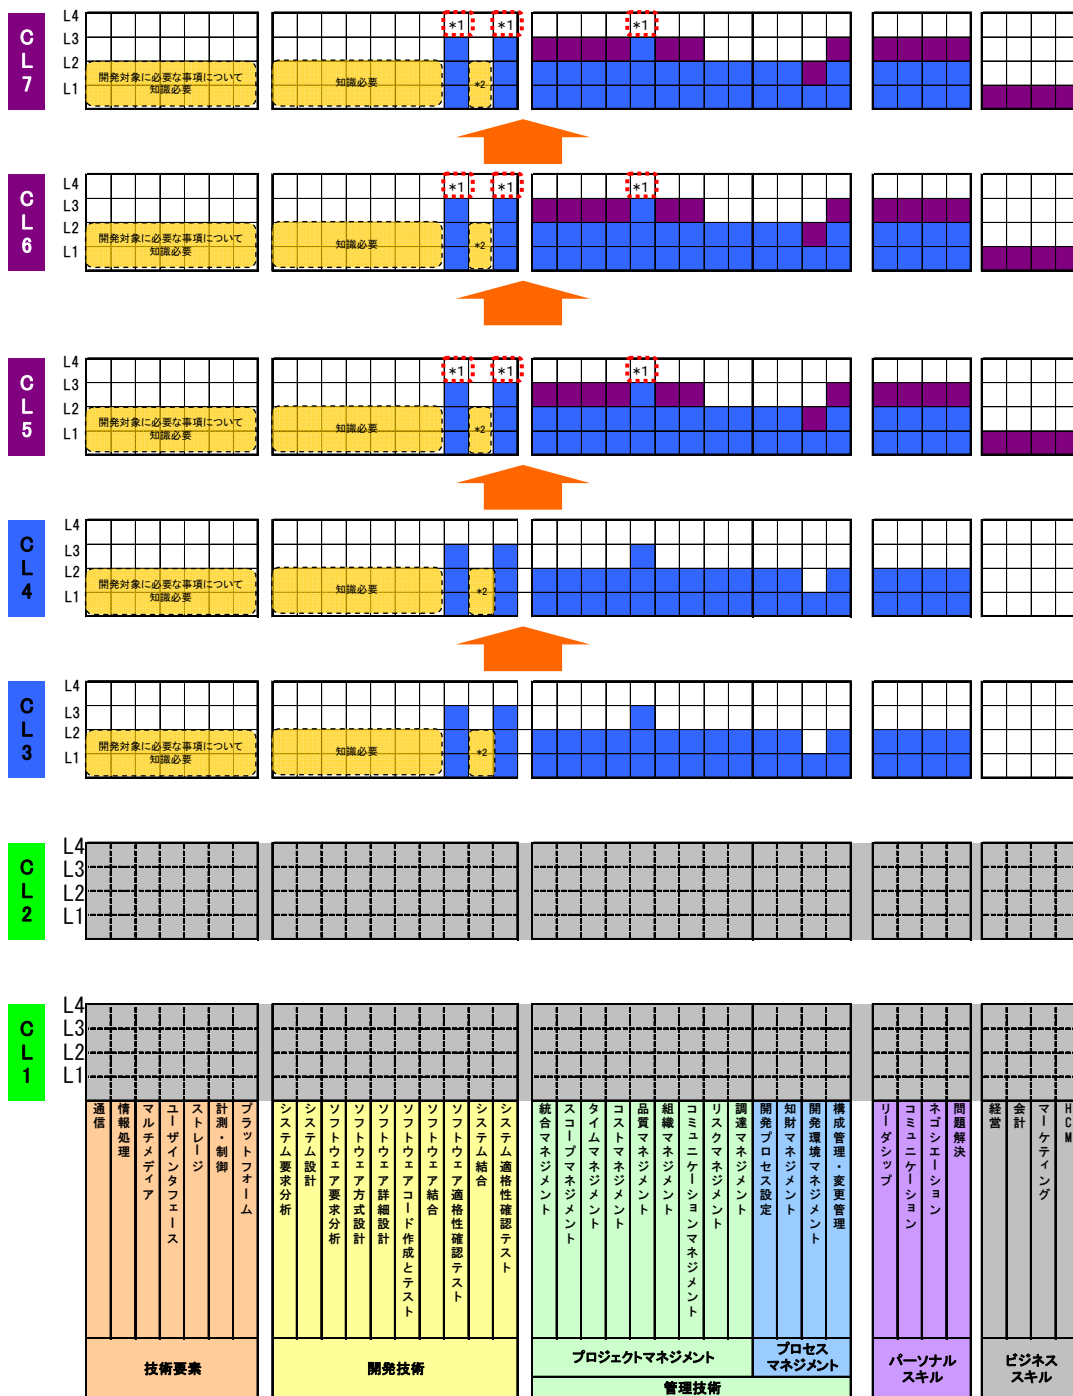 CL7
L4
L3
L2
L1
開発対象に必要な事項について
知識必要
知識必要
*1
*2
*1
*1
CL6
L4
L3
L2
L1
開発対象に必要な事項について
知識必要
知識必要
*1
*2
*1
*1
CL5
L4
L3
L2
L1
開発対象に必要な事項について
知識必要
知識必要
*1
*2
*1
*1
CL4
L4
L3
L2
L1
開発対象に必要な事項について
知識必要
知識必要
*2
CL3
L4
L3
L2
L1
開発対象に必要な事項について
知識必要
知識必要
*2
CL2
L4
L3
L2
L1
CL1
L4
L3
L2
L1
通信
情報処理
マルチメディア
ユーザインタフェース
ストレージ
計測・制御
プラットフォーム
システム要求分析
システム設計
ソフトウェア要求分析
ソフトウェア方式設計
ソフトウェア詳細設計
ソフトウェアコード作成とテスト
ソフトウェア結合
ソフトウェア適格性確認テスト
システム結合
システム適格性確認テスト
統合マネジメント
スコープマネジメント
タイムマネジメント
コストマネジメント
品質マネジメント
組織マネジメント
コミュニケーションマネジメント
リスクマネジメント
調達マネジメント
開発プロセス設定
知財マネジメント
開発環境マネジメント
構成管理・変更管理
リーダシップ
コミュニケーション
ネゴシエーション
問題解決
経営
会計
マーケティング
HCM
技術要素
開発技術
プロジェクトマネジメント
プロセス
マネジメント
管理技術
パーソナル
スキル
ビジネス
スキル